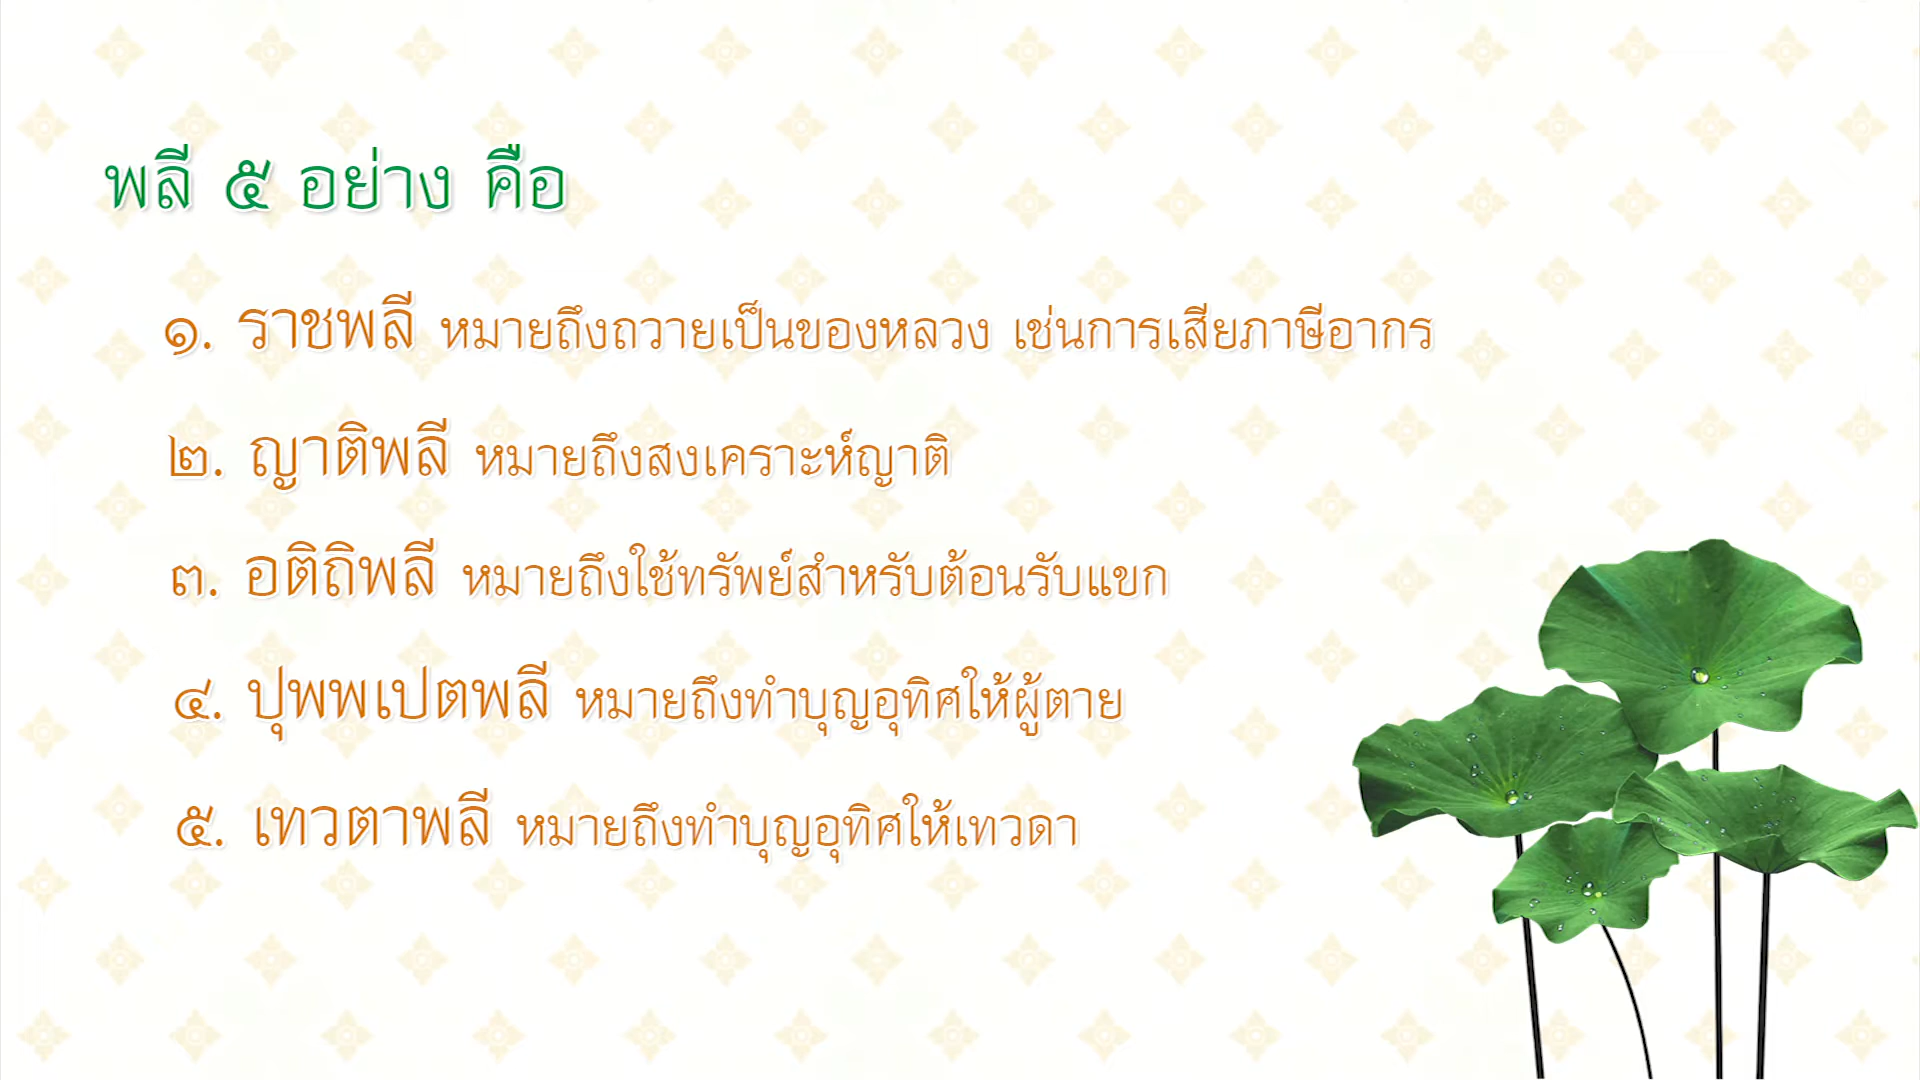 พลี ๕ อย่าง คือ
๑. ราชพลี หมายถึงถวายเป็นของหลวง เช่นการเสียภาษีอากร
๒. ญาติพลี หมายถึงสงเคราะห์ญาติ
๓. อติถิพลี หมายถึงใช้ทรัพย์สำหรับต้อนรับแขก
๔. ปุพพเปตพลี หมายถึงทำบุญอุทิศให้ผู้ตาย
๕. เทวตาพลี หมายถึงทำบุญอุทิศให้เทวดา